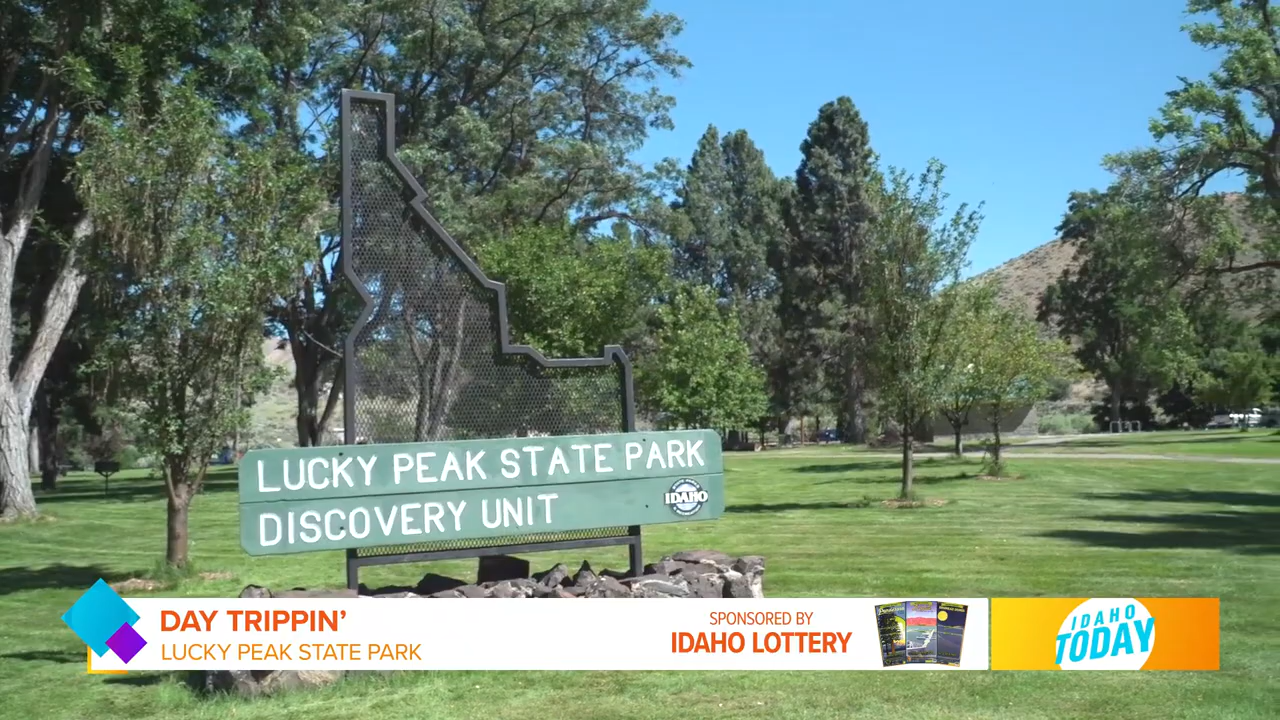 LUCKY PEAK STATE PARK
DISCOVERY UNIT
IDAHO
DAY TRIPPIN'
LUCKY PEAK STATE PARK
SPONSORED BY
IDAHO LOTTERY
IDAHO
TODAY